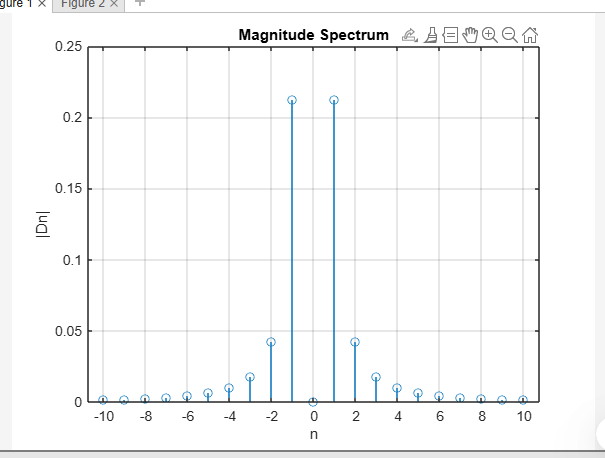 gure 1 ×
Figure 2 ×
+
Magnitude Spectrum
0.25
0.2
0.15
0.1
0.05
0
|Dn|
-10 -8 -6 -4 -2 0 2 4 6 8 10
n